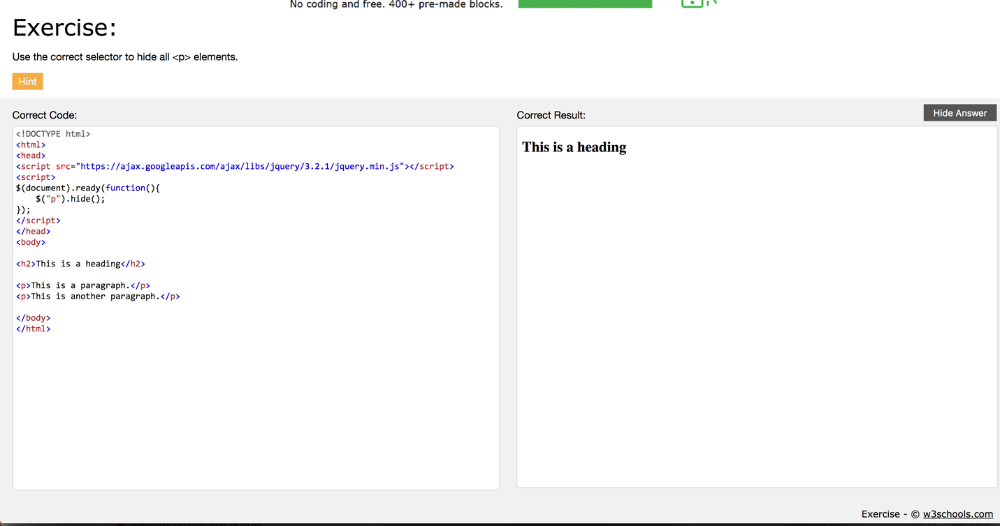 No coding and free. 400+ pre-made blocks.
Exercise:
Use the correct selector to hide all <p> elements.
Hint
Correct Code:
<!DOCTYPE html>
<html>
<head>
<script src="https://ajax.googleapis.com/ajax/libs/jquery/3.2.1/jquery.min.js"></script>
<script>
$(document).ready(function(){
    $("p").hide();
});
</script>
</head>
<body>
<h2>This is a heading</h2>
<p>This is a paragraph.</p>
<p>This is another paragraph.</p>
</body>
</html>
Correct Result:
Hide Answer
This is a heading
Exercise - © w3schools.com